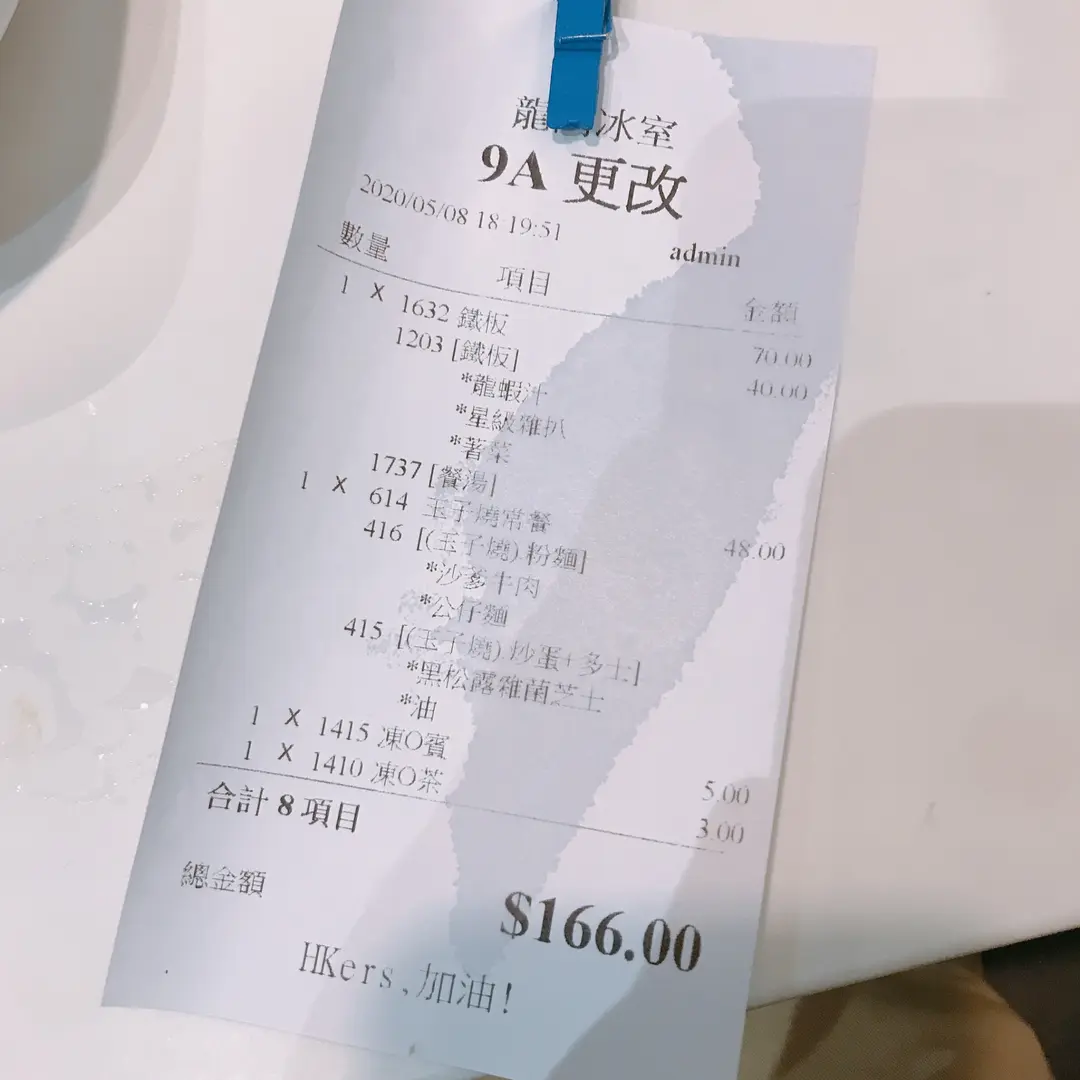 龍 冰室
9A 更改
2020/05/08 18 19:51 admin
數量 項目 金額
1 X 1632 鐵板 70.00
1203 [鐵板] 40.00
*龍蝦汁
*星級雜扒
*薯菜
1737 [餐湯]
1 X 614 玉子燒常餐 48.00
416 [(玉子燒).粉麵]
*沙爹牛肉
*公仔麵
415 [(玉子燒).炒蛋+多士]
*黑松露雜菌芝士
*油
1 X 1415 凍O賓 5.00
1 X 1410 凍O茶 3.00
合計 8 項目
總金額 $166.00
HKers,加油!